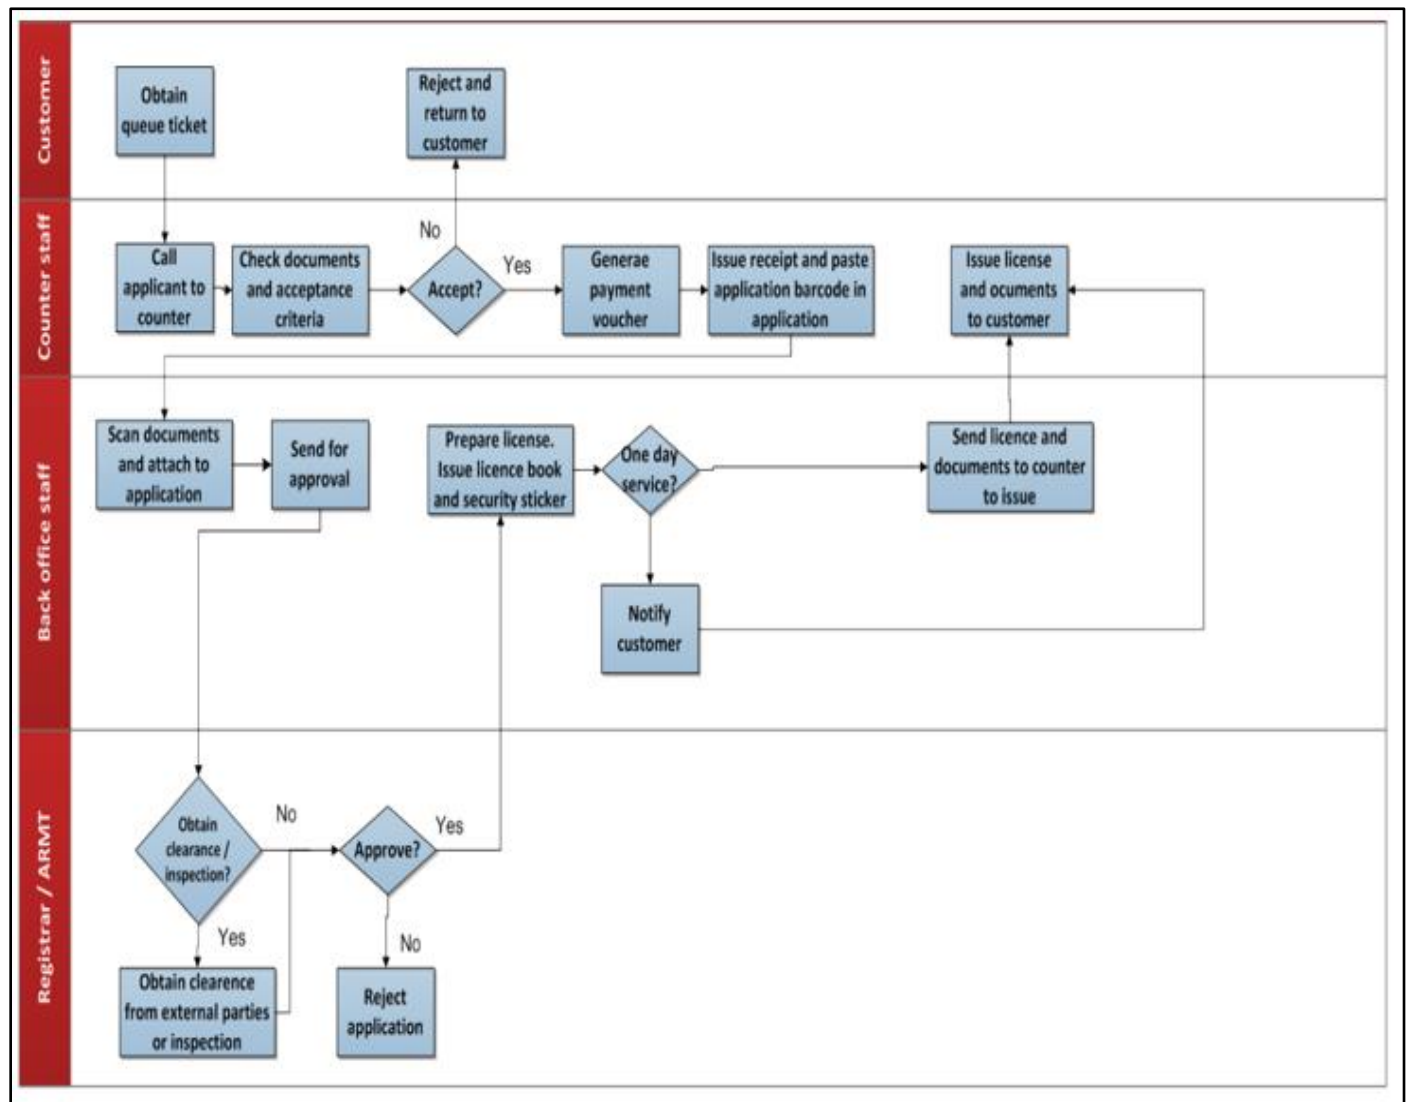 Customer
Obtain
queue ticket
Reject and
return to
customer
Counter staff
Call
applicant to
counter
Check documents
and acceptance
criteria
No
Accept?
Yes
Generae
payment
voucher
Issue receipt and paste
application barcode in
application
Issue license
and ocuments
to customer
Back office staff
Scan documents
and attach to
application
Send for
approval
Prepare license.
Issue licence book
and security sticker
One day
service?
Send licence and
documents to counter
to issue
Notify
customer
Registrar / ARMT
Obtain
clearance /
inspection?
No
Approve?
Yes
Yes
No
Obtain clearence
from external parties
or inspection
Reject
application